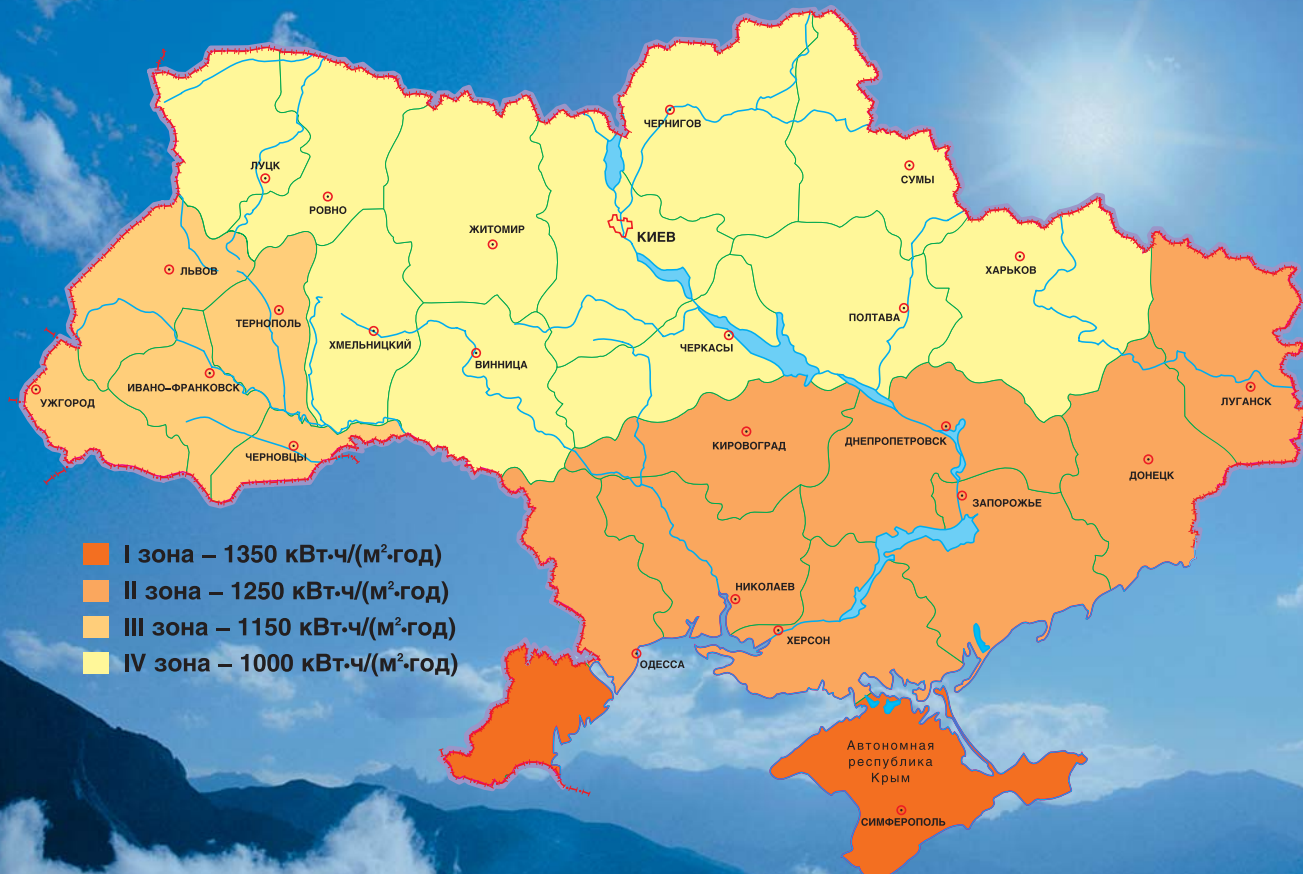 ЧЕРНИГОВ
ЛУЦК
СУМЫ
РОВНО
ЖИТОМИР
КИЕВ
ЛЬВОВ
ХАРЬКОВ
ТЕРНОПОЛЬ
ПОЛТАВА
ХМЕЛЬНИЦКИЙ
ЧЕРКАСЫ
ВИННИЦА
ИВАНО–ФРАНКОВСК
УЖГОРОД
ЛУГАНСК
КИРОВОГРАД
ДНЕПРОПЕТРОВСК
ЧЕРНОВЦЫ
ДОНЕЦК
ЗАПОРОЖЬЕ
I зона – 1350 кВт·ч/(м²·год)
II зона – 1250 кВт·ч/(м²·год)
III зона – 1150 кВт·ч/(м²·год)
IV зона – 1000 кВт·ч/(м²·год)
НИКОЛАЕВ
ХЕРСОН
ОДЕССА
Автономная
республика
Крым
СИМФЕРОПОЛЬ